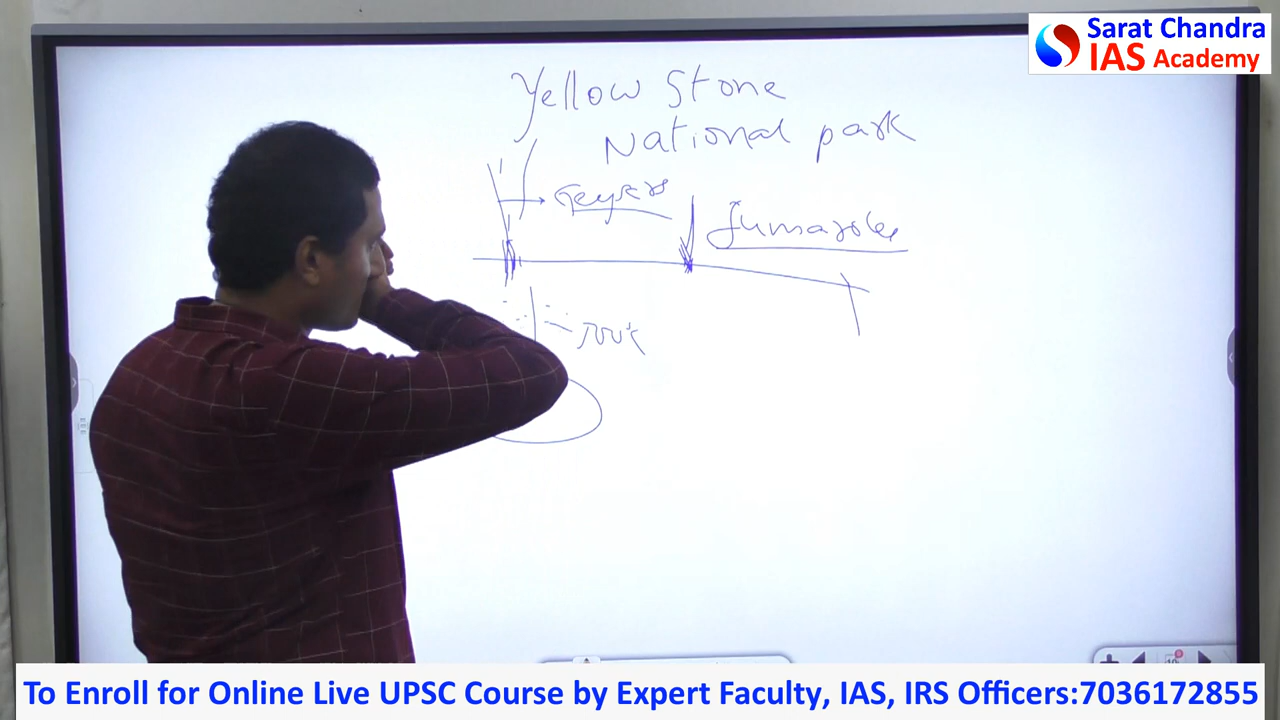 Sarat Chandra
IAS Academy
Yellow Stone
National park
Geysers
fumaroles
To Enroll for Online Live UPSC Course by Expert Faculty, IAS, IRS Officers:7036172855